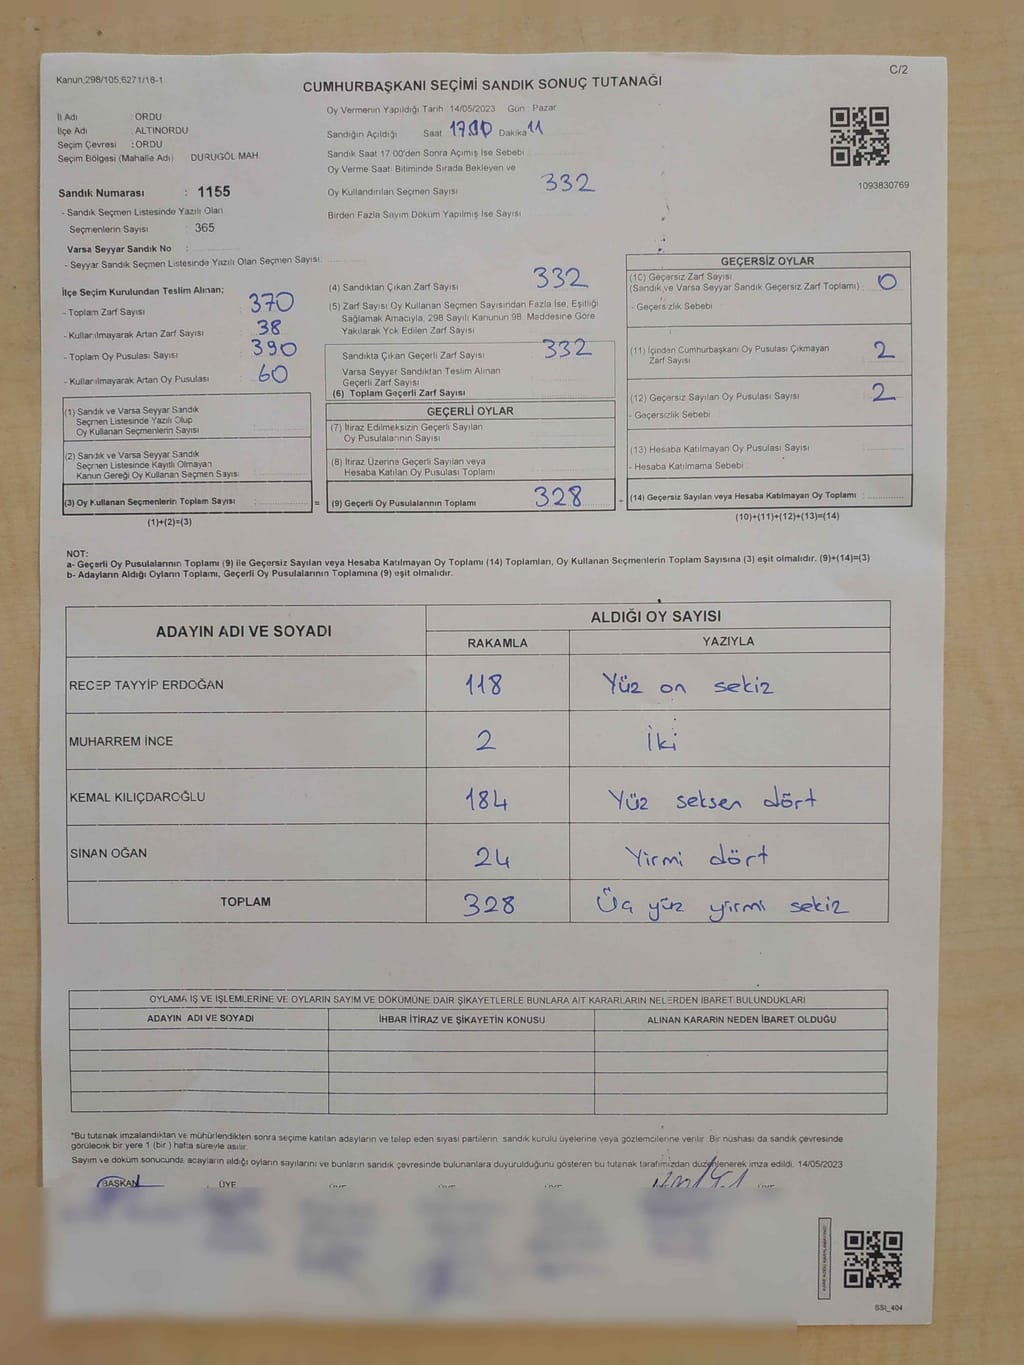 Kanun;298/105,6271/18-1
C/2
CUMHURBAŞKANI SEÇİMİ SANDIK SONUÇ TUTANAĞI
İl Adı : ORDU
İlçe Adı : ALTINORDU
Seçim Çevresi : ORDU
Seçim Bölgesi (Mahalle Adı) DURUGÖL MAH.
Oy Vermenin Yapıldığı Tarih 14/05/2023 Gün : Pazar
Sandığın Açıldığı Saat Dakika 11
Sandık Saat 17.00'den Sonra Açımış İse Sebebi
Oy Verme Saati Bitiminde Sırada Bekleyen ve
Oy Kullandırılan Seçmen Sayısı 332
Birden Fazla Sayım Döküm Yapılmış İse Sayısı
1093830769
Sandık Numarası : 1155
- Sandık Seçmen Listesinde Yazılı Olan
Seçmenlerin Sayısı : 365
Varsa Seyyar Sandık No :
- Seyyar Sandık Seçmen Listesinde Yazılı Olan Seçmen Sayısı:
İlçe Seçim Kurulundan Teslim Alınan;
- Toplam Zarf Sayısı : 370
- Kullanılmayarak Artan Zarf Sayısı : 38
- Toplam Oy Pusulası Sayısı : 390
- Kullanılmayarak Artan Oy Pusulası : 60
(1) Sandık ve Varsa Seyyar Sandık
Seçmen Listesinde Yazılı Olup
Oy Kullanan Seçmenlerin Sayısı
(2) Sandık ve Varsa Seyyar Sandık
Seçmen Listesinde Kayıtlı Olmayan
Kanun Gereği Oy Kullanan Seçmen Sayısı
(3) Oy Kullanan Seçmenlerin Toplam Sayısı :
(1)+(2)=(3)
(4) Sandıktan Çıkan Zarf Sayısı 332
(5) Zarf Sayısı Oy Kullanan Seçmen Sayısından Fazla İse, Eşitliği
Sağlamak Amacıyla, 298 Sayılı Kanunun 98. Maddesine Göre
Yakılarak Yok Edilen Zarf Sayısı
Sandıkta Çıkan Geçerli Zarf Sayısı 332
Varsa Seyyar Sandıktan Teslim Alınan
Geçerli Zarf Sayısı
(6) Toplam Geçerli Zarf Sayısı
GEÇERLİ OYLAR
(7) İtiraz Edilmeksizin Geçerli Sayılan
Oy Pusulalarının Sayısı
(8) İtiraz Üzerine Geçerli Sayılan veya
Hesaba Katılan Oy Pusulası Toplamı
= (9) Geçerli Oy Pusulalarının Toplamı 328
GEÇERSİZ OYLAR
(10) Geçersiz Zarf Sayısı
(Sandık ve Varsa Seyyar Sandık Geçersiz Zarf Toplamı) : 0
- Geçersizlik Sebebi
(11) İçinden Cumhurbaşkanı Oy Pusulası Çıkmayan
Zarf Sayısı 2
(12) Geçersiz Sayılan Oy Pusulası Sayısı 2
- Geçersizlik Sebebi :
(13) Hesaba Katılmayan Oy Pusulası Sayısı
- Hesaba Katılmama Sebebi :
(14) Geçersiz Sayılan veya Hesaba Katılmayan Oy Toplamı :
(10)+(11)+(12)+(13)=(14)
NOT:
a- Geçerli Oy Pusulalarının Toplamı (9) ile Geçersiz Sayılan veya Hesaba Katılmayan Oy Toplamı (14) Toplamları, Oy Kullanan Seçmenlerin Toplam Sayısına (3) eşit olmalıdır. (9)+(14)=(3)
b- Adayların Aldığı Oyların Toplamı, Geçerli Oy Pusulalarının Toplamına (9) eşit olmalıdır.
ADAYIN ADI VE SOYADI ALDIĞI OY SAYISI
RAKAMLA YAZIYLA
RECEP TAYYİP ERDOĞAN 118 Yüz on sekiz
MUHARREM İNCE 2 İki
KEMAL KILIÇDAROĞLU 184 Yüz seksen dört
SİNAN OĞAN 24 Yirmi dört
TOPLAM 328 Üç yüz yirmi sekiz
OYLAMA İŞ VE İŞLEMLERİNE VE OYLARIN SAYIM VE DÖKÜMÜNE DAİR ŞİKAYETLERLE BUNLARA AİT KARARLARIN NELERDEN İBARET BULUNDUKLARI
ADAYIN ADI VE SOYADI İHBAR İTİRAZ VE ŞİKAYETİN KONUSU ALINAN KARARIN NEDEN İBARET OLDUĞU
*Bu tutanak imzalandıktan ve mühürlendikten sonra seçime katılan adayların ve talep eden siyasi partilerin, sandık kurulu üyelerine veya gözlemcilerine verilir. Bir nüshası da sandık çevresinde
görülecek bir yere 1 (bir ) hafta süreyle asılır.
Sayım ve döküm sonucunda, adayların aldığı oyların sayılarını ve bunların sandık çevresinde bulunanlara duyurulduğunu gösteren bu tutanak tarafımızdan düzenlenerek imza edildi. 14/05/2023
BAŞKAN ÜYE
SSI_404